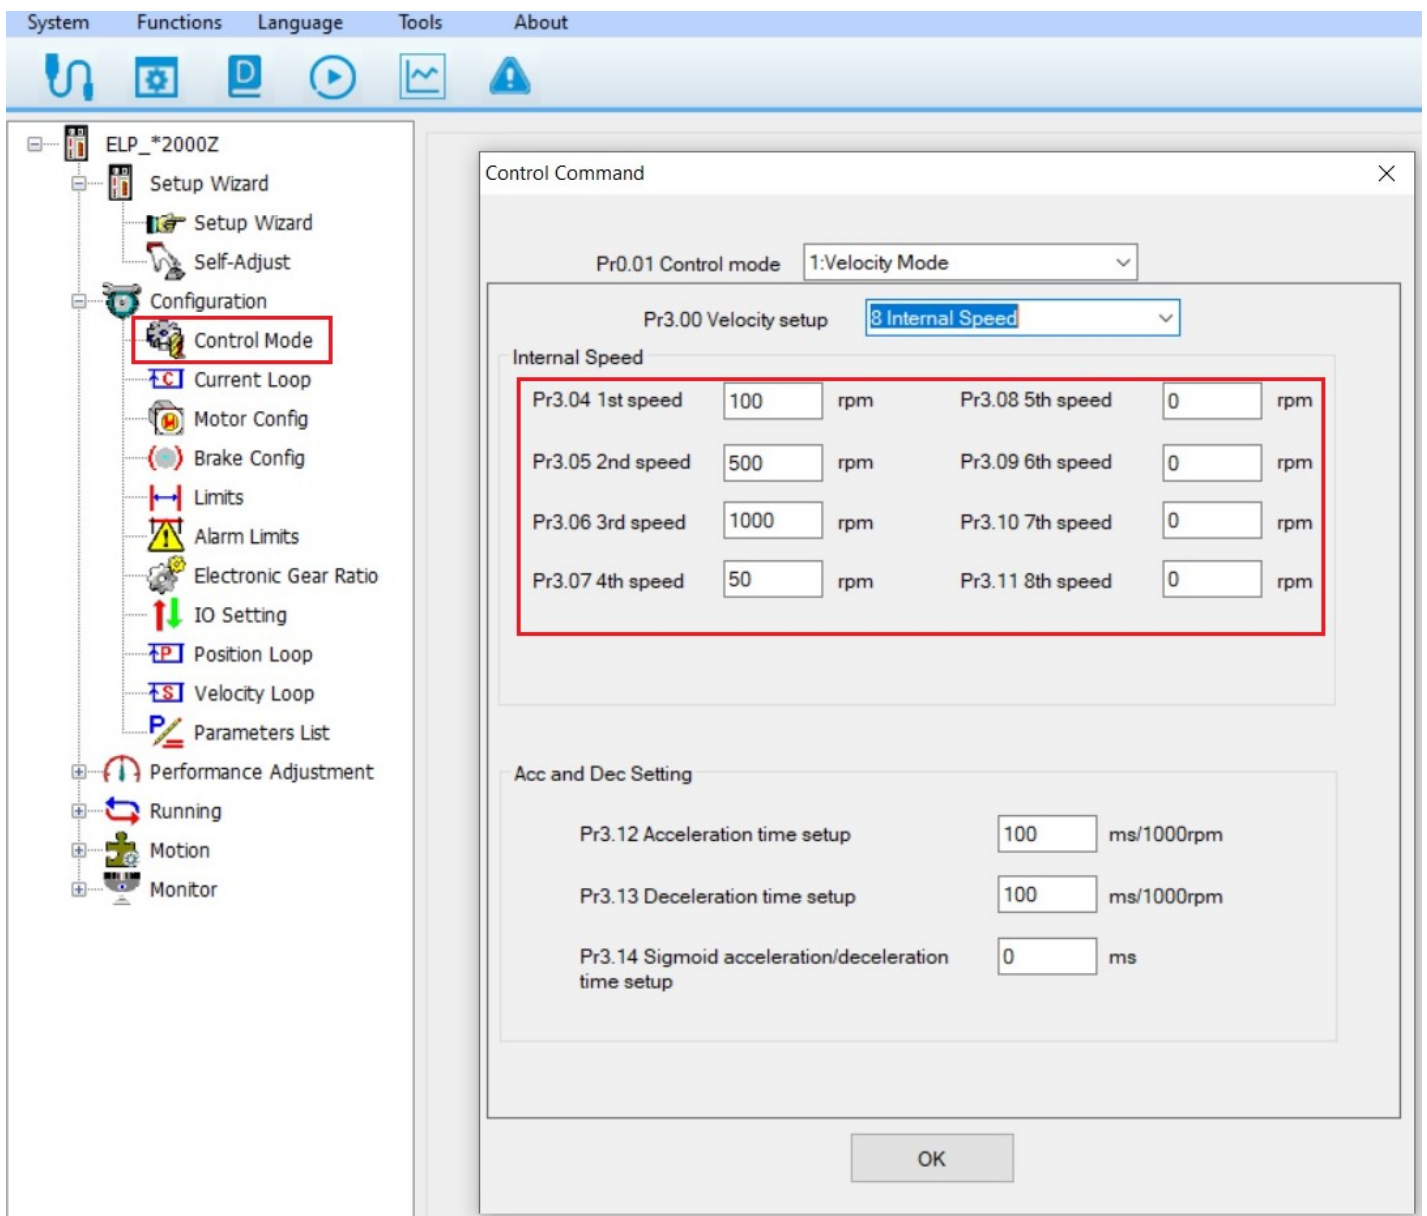 System Functions Language Tools About
D
ELP_*2000Z
Setup Wizard
Setup Wizard
Self-Adjust
Configuration
Control Mode
C Current Loop
Motor Config
Brake Config
Limits
Alarm Limits
Electronic Gear Ratio
IO Setting
P Position Loop
S Velocity Loop
P Parameters List
Performance Adjustment
Running
Motion
Monitor
Control Command
Pr0.01 Control mode 1:Velocity Mode
Pr3.00 Velocity setup 8 Internal Speed
Internal Speed
Pr3.04 1st speed 100 rpm Pr3.08 5th speed 0 rpm
Pr3.05 2nd speed 500 rpm Pr3.09 6th speed 0 rpm
Pr3.06 3rd speed 1000 rpm Pr3.10 7th speed 0 rpm
Pr3.07 4th speed 50 rpm Pr3.11 8th speed 0 rpm
Acc and Dec Setting
Pr3.12 Acceleration time setup 100 ms/1000rpm
Pr3.13 Deceleration time setup 100 ms/1000rpm
Pr3.14 Sigmoid acceleration/deceleration 0 ms
time setup
OK